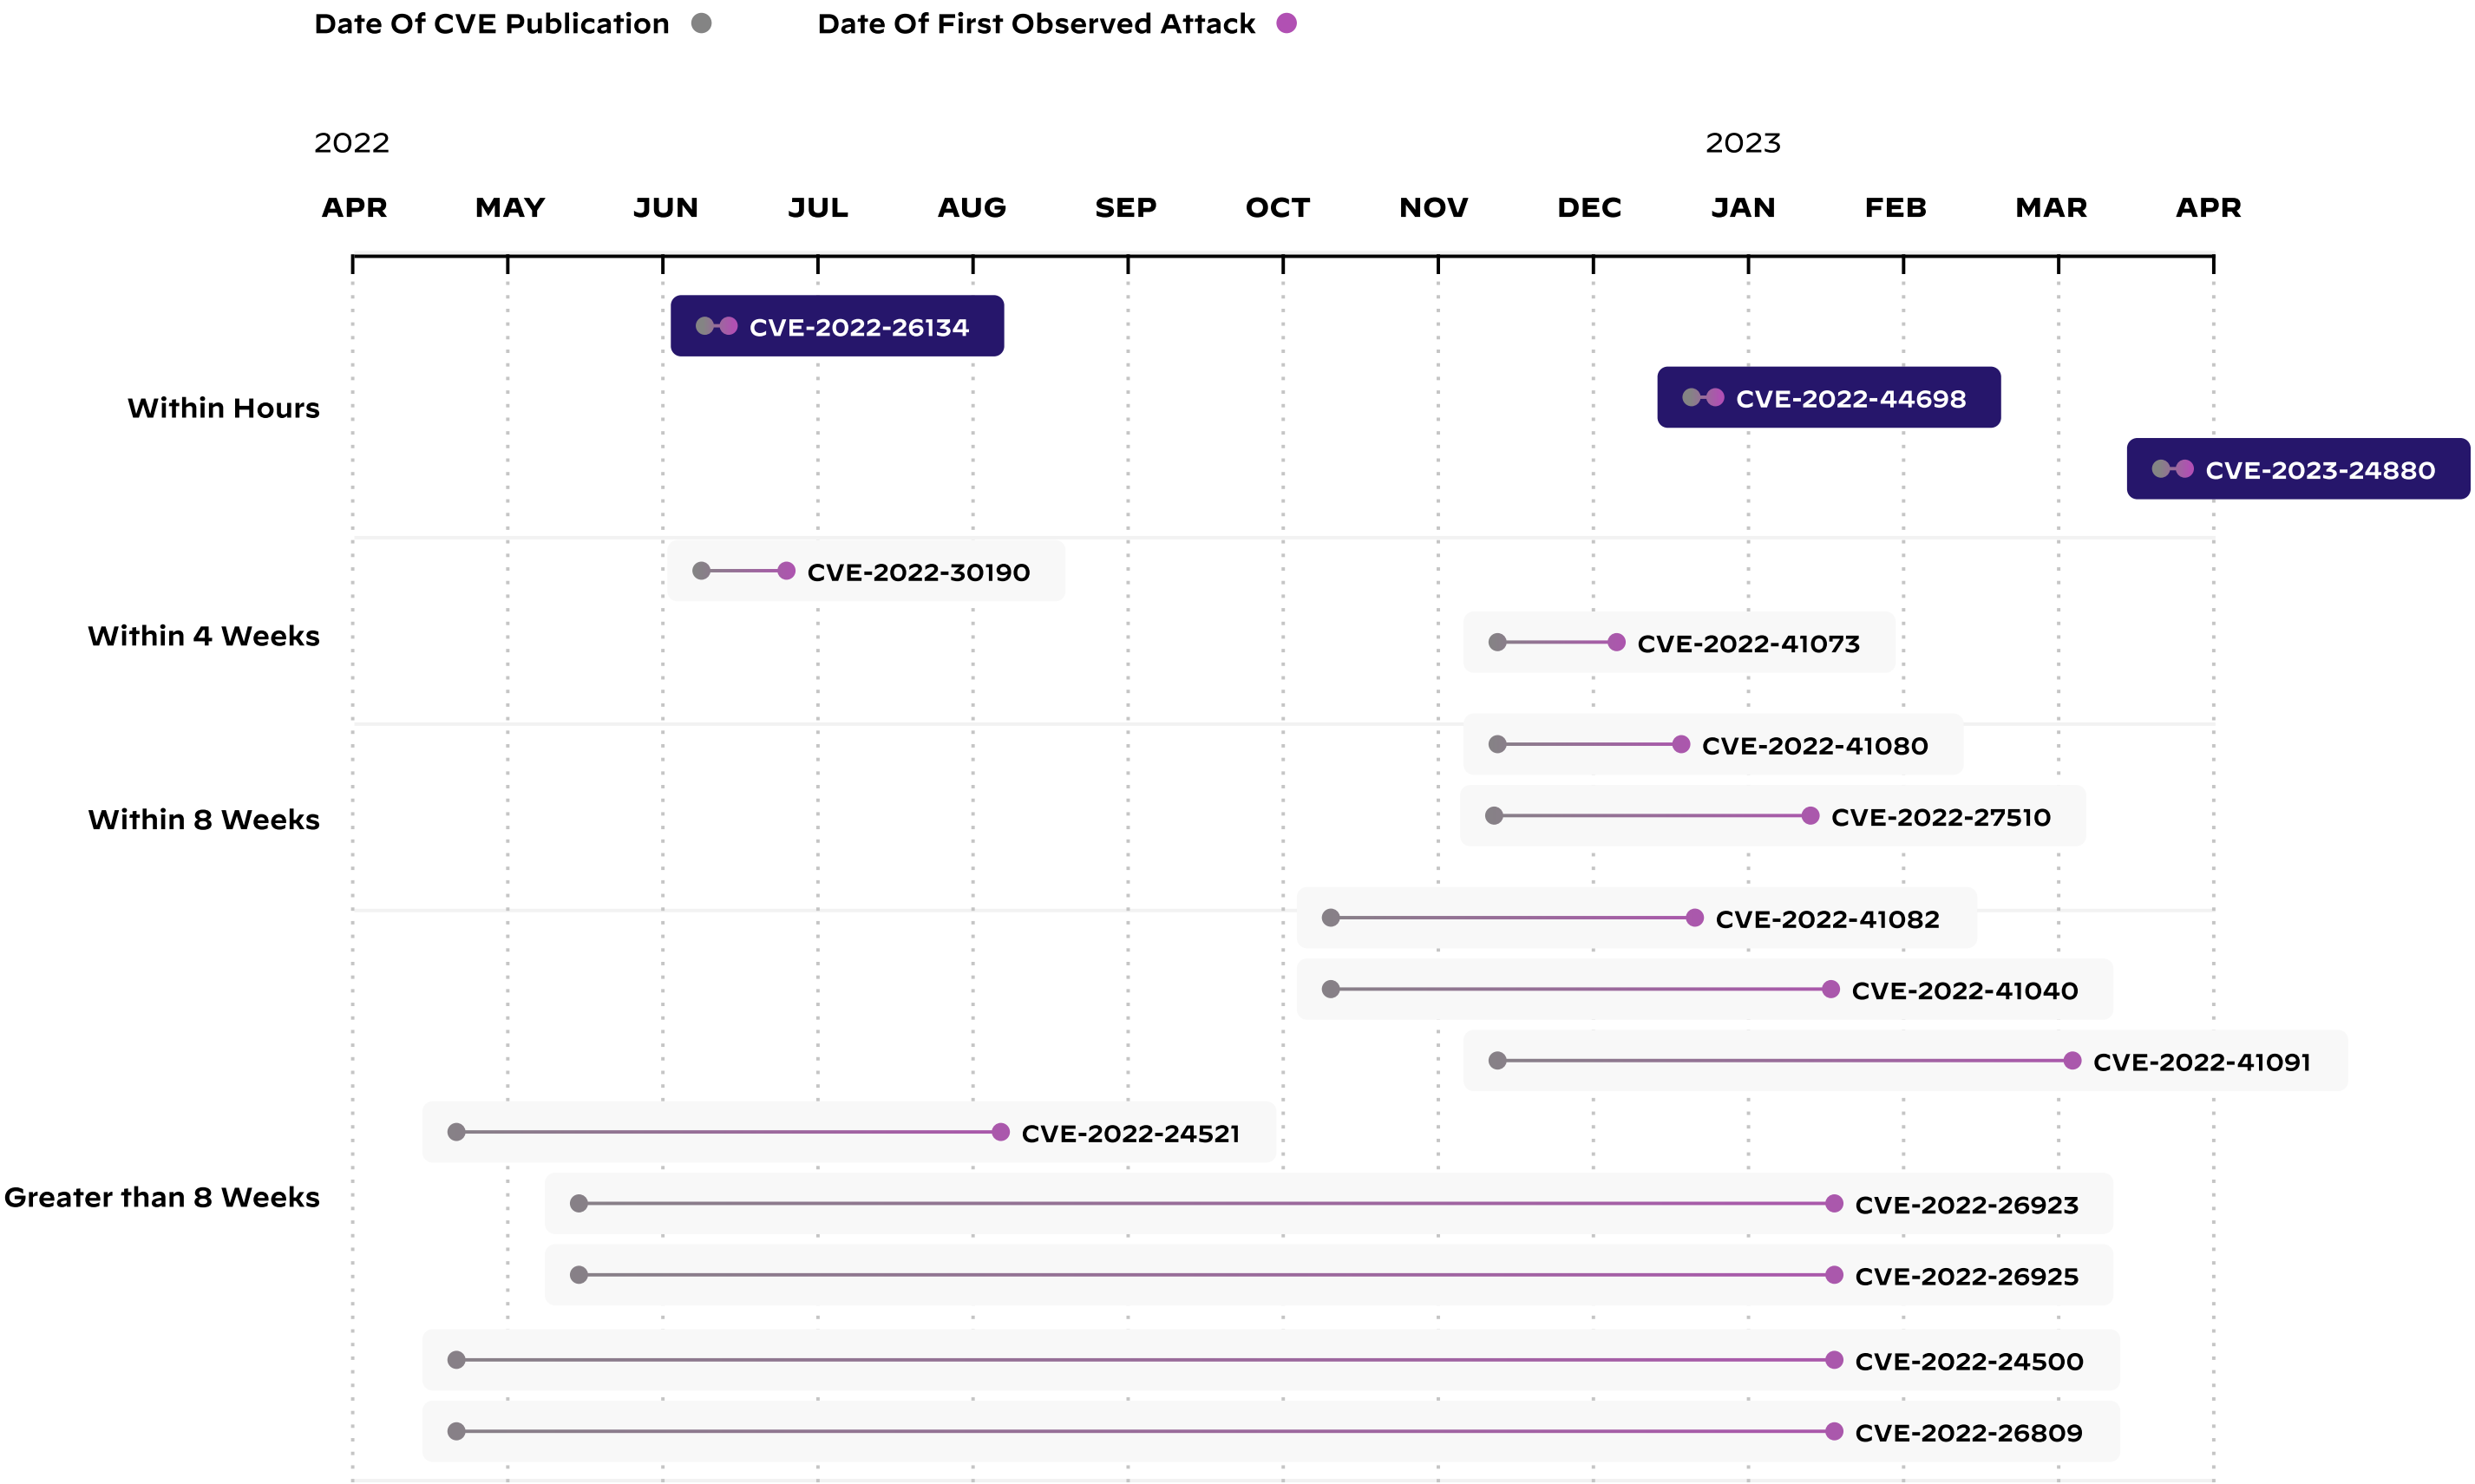 Date Of CVE Publication
Date Of First Observed Attack
2022
2023
APR MAY JUN JUL AUG SEP OCT NOV DEC JAN FEB MAR APR
CVE-2022-26134
CVE-2022-44698
Within Hours
CVE-2023-24880
CVE-2022-30190
Within 4 Weeks
CVE-2022-41073
CVE-2022-41080
Within 8 Weeks
CVE-2022-27510
CVE-2022-41082
CVE-2022-41040
CVE-2022-41091
CVE-2022-24521
Greater than 8 Weeks
CVE-2022-26923
CVE-2022-26925
CVE-2022-24500
CVE-2022-26809